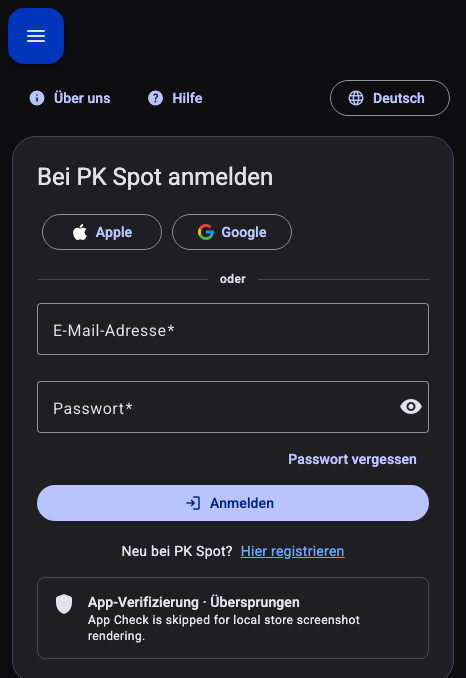 Über uns
Hilfe
Deutsch
Bei PK Spot anmelden
Apple
Google
oder
E-Mail-Adresse*
Passwort*
Passwort vergessen
Anmelden
Neu bei PK Spot? Hier registrieren
App-Verifizierung · Übersprungen
App Check is skipped for local store screenshot
rendering.